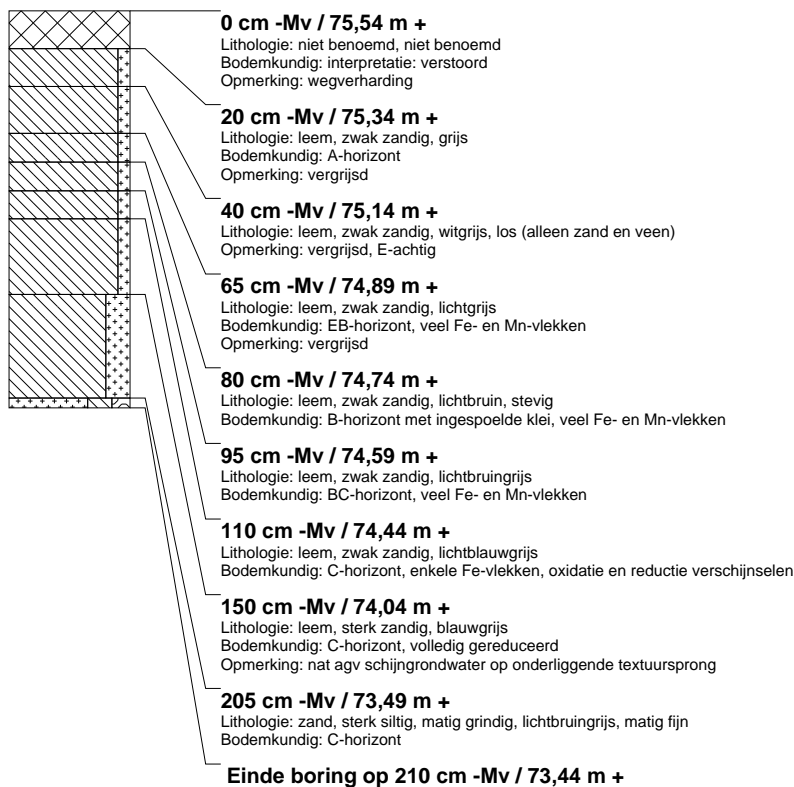 0 cm -Mv / 75,54 m +
Lithologie: niet benoemd, niet benoemd
Bodemkundig: interpretatie: verstoord
Opmerking: wegverharding
20 cm -Mv / 75,34 m +
Lithologie: leem, zwak zandig, grijs
Bodemkundig: A-horizont
Opmerking: vergrijsd
40 cm -Mv / 75,14 m +
Lithologie: leem, zwak zandig, witgrijs, los (alleen zand en veen)
Opmerking: vergrijsd, E-achtig
65 cm -Mv / 74,89 m +
Lithologie: leem, zwak zandig, lichtgrijs
Bodemkundig: EB-horizont, veel Fe- en Mn-vlekken
Opmerking: vergrijsd
80 cm -Mv / 74,74 m +
Lithologie: leem, zwak zandig, lichtbruin, stevig
Bodemkundig: B-horizont met ingespoelde klei, veel Fe- en Mn-vlekken
95 cm -Mv / 74,59 m +
Lithologie: leem, zwak zandig, lichtbruingrijs
Bodemkundig: BC-horizont, veel Fe- en Mn-vlekken
110 cm -Mv / 74,44 m +
Lithologie: leem, zwak zandig, lichtblauwgrijs
Bodemkundig: C-horizont, enkele Fe-vlekken, oxidatie en reductie verschijnselen
150 cm -Mv / 74,04 m +
Lithologie: leem, sterk zandig, blauwgrijs
Bodemkundig: C-horizont, volledig gereduceerd
Opmerking: nat agv schijngrondwater op onderliggende textuursprong
205 cm -Mv / 73,49 m +
Lithologie: zand, sterk siltig, matig grindig, lichtbruingrijs, matig fijn
Bodemkundig: C-horizont
Einde boring op 210 cm -Mv / 73,44 m +